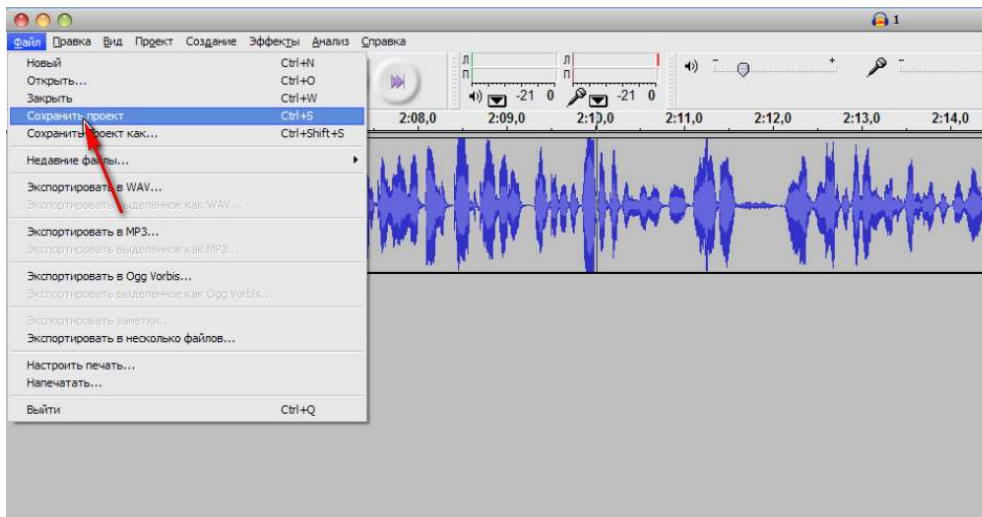 1
Файл Правка Вид Проект Создание Эффекты Анализ Справка
Новый Ctrl+N
Открыть... Ctrl+O
Закрыть Ctrl+W
Сохранить проект Ctrl+S
Сохранить проект как... Ctrl+Shift+S
Недавние файлы...
Экспортировать в WAV...
Экспортировать выделенное как WAV...
Экспортировать в MP3...
Экспортировать выделенное как MP3...
Экспортировать в Ogg Vorbis...
Экспортировать выделенное как Ogg Vorbis...
Экспортировать заметки...
Экспортировать в несколько файлов...
Настроить печать...
Напечатать...
Выйти Ctrl+Q
Л Л
П П
-21 0 -21 0
- + -
2:08,0 2:09,0 2:10,0 2:11,0 2:12,0 2:13,0 2:14,0